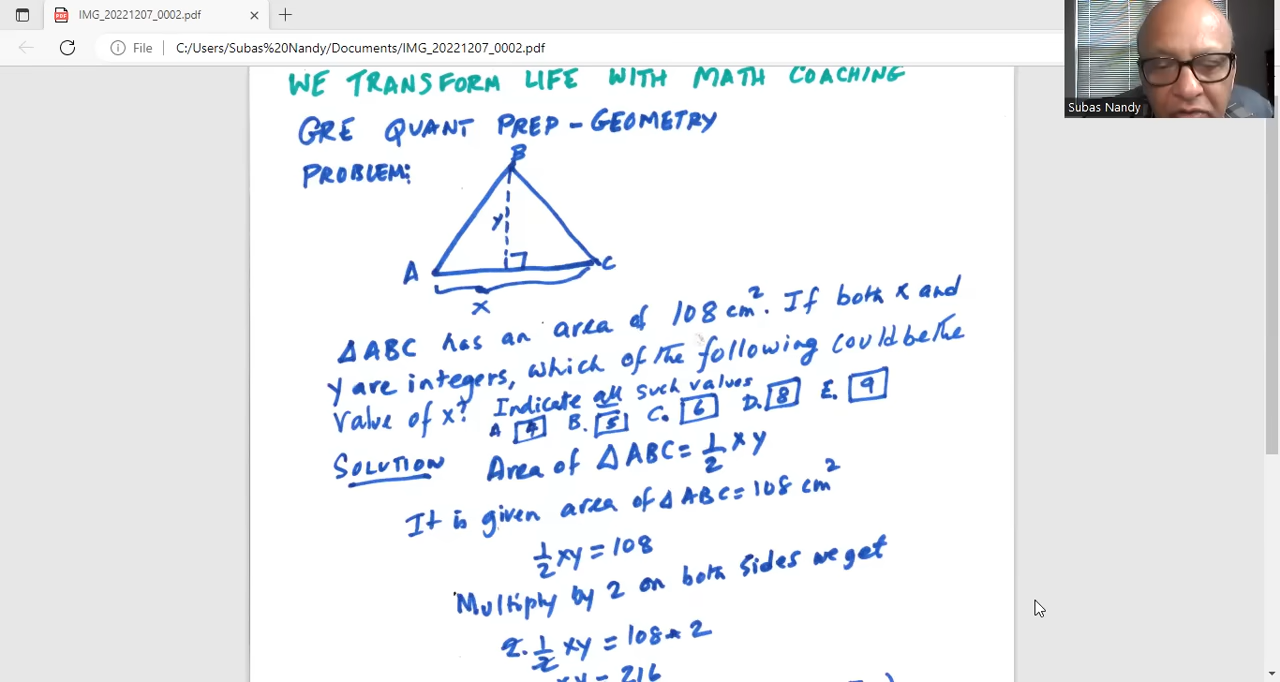 IMG_20221207_0002.pdf
File C:/Users/Subas%20Nandy/Documents/IMG_20221207_0002.pdf
Subas Nandy
WE TRANSFORM LIFE WITH MATH COACHING
GRE QUANT PREP - GEOMETRY
PROBLEM:
B
y
A
C
x
ΔABC has an area of 108 cm². If both x and
y are integers, which of the following could be the
value of x? Indicate all such values
A 4 B. 5 C. 6 D. 8 E. 9
SOLUTION Area of ΔABC = 1/2 xy
It is given area of ΔABC = 108 cm²
1/2 xy = 108
Multiply by 2 on both sides we get
2. 1/2 xy = 108 * 2
xy = 216